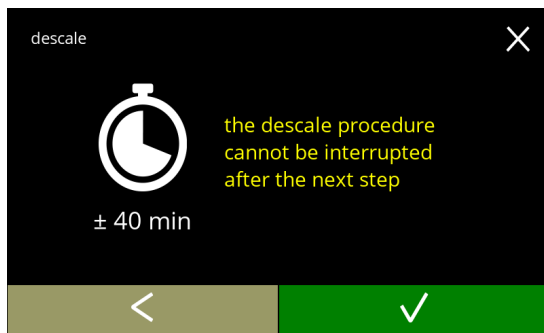 descale
the descale procedure
cannot be interrupted
after the next step
± 40 min